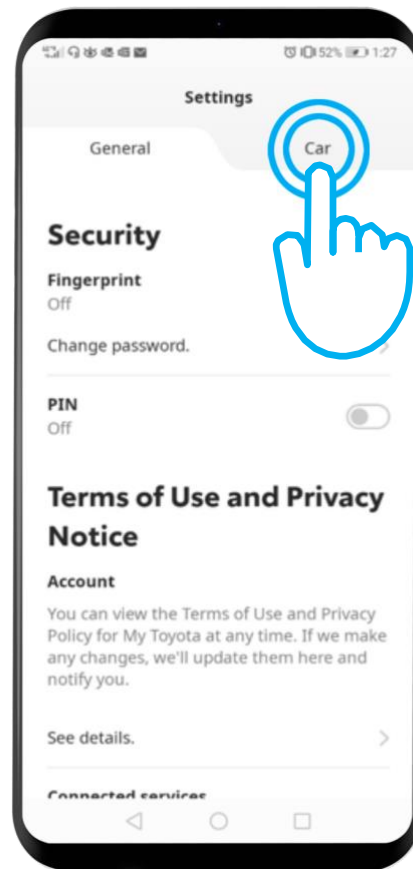 52% 1:27
Settings
General Car
Security
Fingerprint
Off
Change password.
PIN
Off
Terms of Use and Privacy
Notice
Account
You can view the Terms of Use and Privacy
Policy for My Toyota at any time. If we make
any changes, we'll update them here and
notify you.
See details.
Connected services